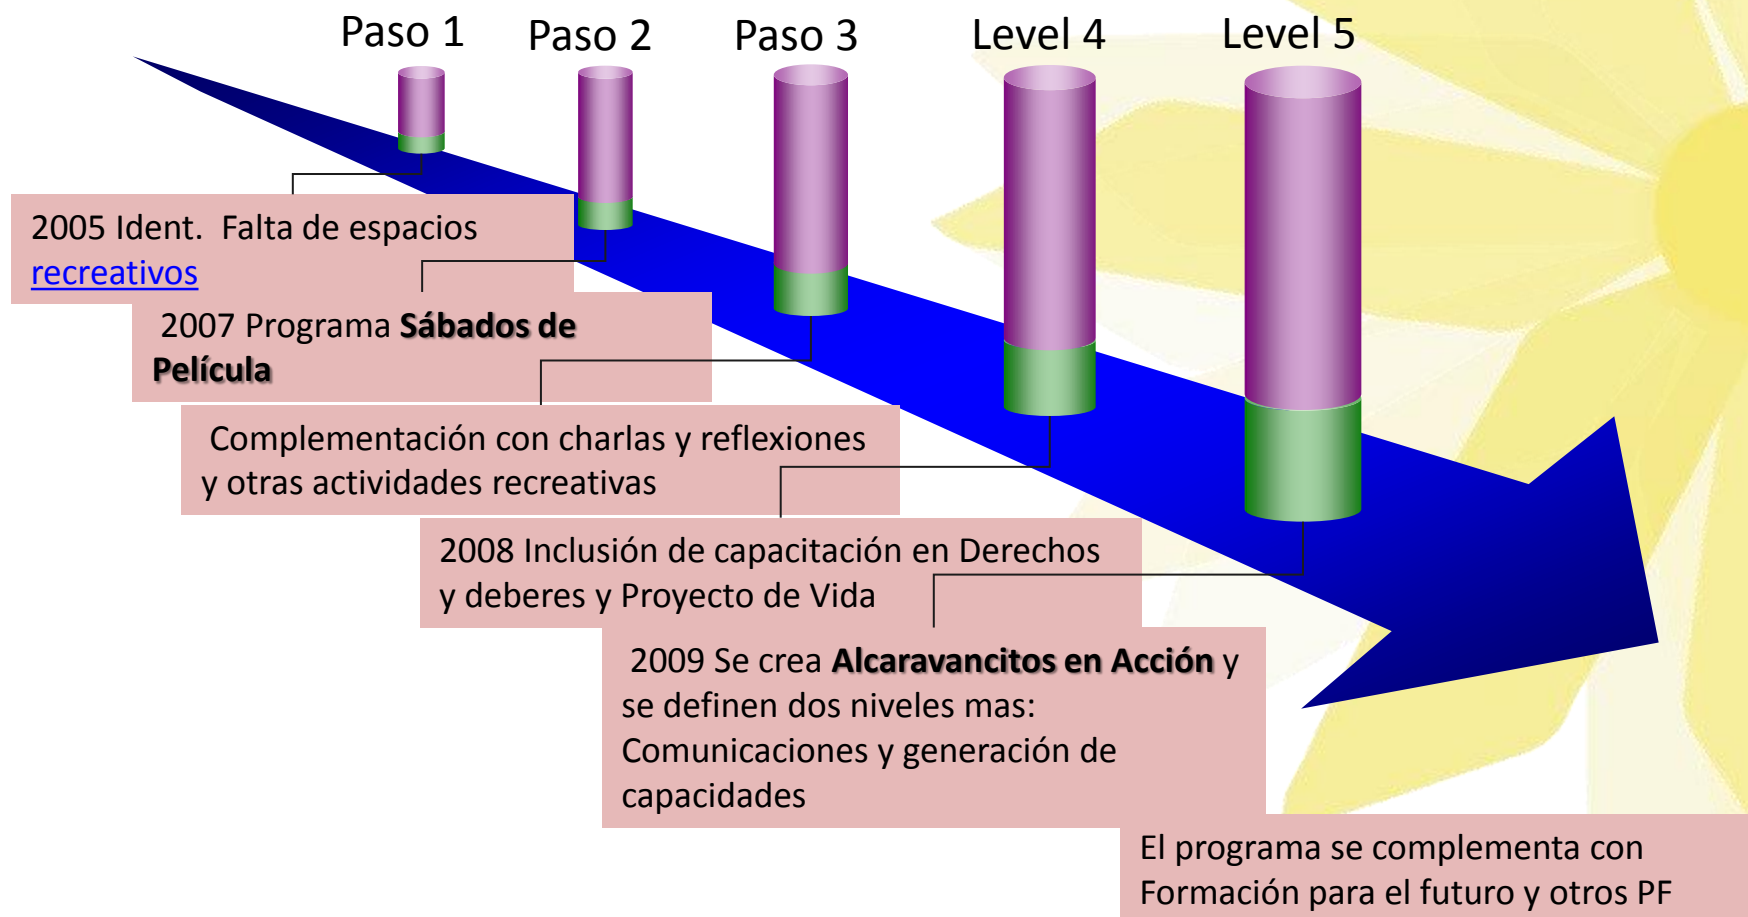 Paso 1
Paso 2
Paso 3
Level 4
Level 5
2005 Ident. Falta de espacios
recreativos
2007 Programa Sábados de
Película
Complementación con charlas y reflexiones
y otras actividades recreativas
2008 Inclusión de capacitación en Derechos
y deberes y Proyecto de Vida
2009 Se crea Alcaravancitos en Acción y
se definen dos niveles mas:
Comunicaciones y generación de
capacidades
El programa se complementa con
Formación para el futuro y otros PF